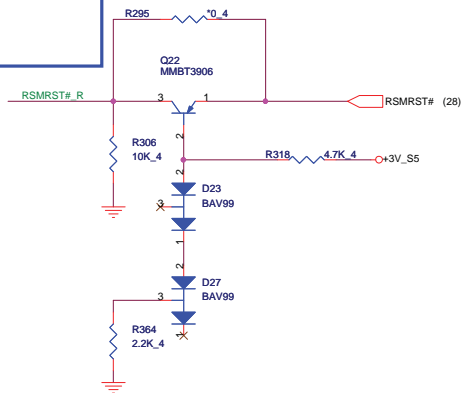 R295 *0_4
Q22
MMBT3906
RSMRST#_R 3 1 RSMRST# (28)
2
R306
10K_4
R318 4.7K_4 +3V_S5
2
D23
3 BAV99
1
2
D27
3 BAV99
R364
2.2K_4
1